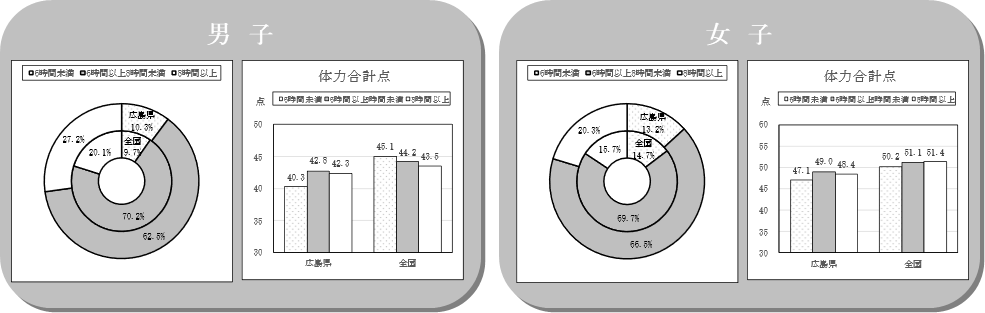 男 子
6時間未満 6時間以上8時間未満 8時間以上
広島県
10.3%
全国
9.7%
27.2%
20.1%
70.2%
62.5%
体力合計点
点
6時間未満 6時間以上8時間未満 8時間以上
50
45
40
35
30
40.3
42.8
42.3
45.1
44.2
43.5
広島県
全国
女 子
6時間未満 6時間以上8時間未満 8時間以上
広島県
13.2%
全国
14.7%
20.3%
15.7%
69.7%
66.5%
体力合計点
点
6時間未満 6時間以上8時間未満 8時間以上
60
55
50
45
40
35
30
47.1
49.0
48.4
50.2
51.1
51.4
広島県
全国